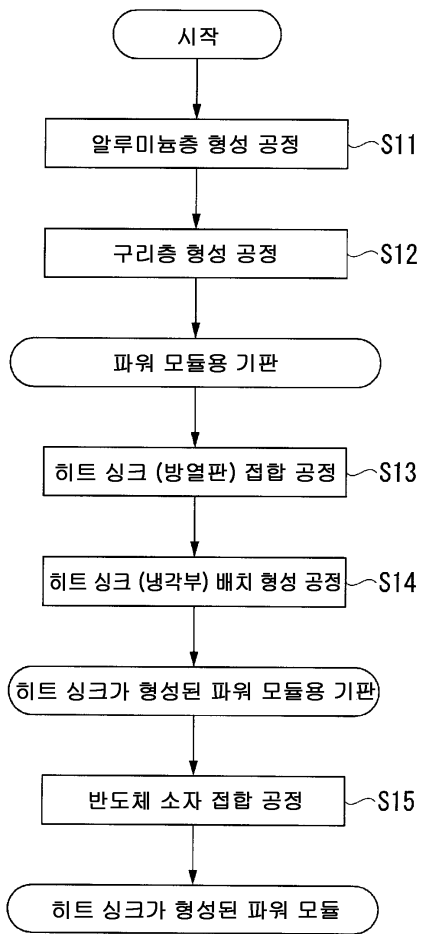 시작
알루미늄층 형성 공정
S11
구리층 형성 공정
S12
파워 모듈용 기판
히트 싱크 (방열판) 접합 공정
S13
히트 싱크 (냉각부) 배치 형성 공정
S14
히트 싱크가 형성된 파워 모듈용 기판
반도체 소자 접합 공정
S15
히트 싱크가 형성된 파워 모듈